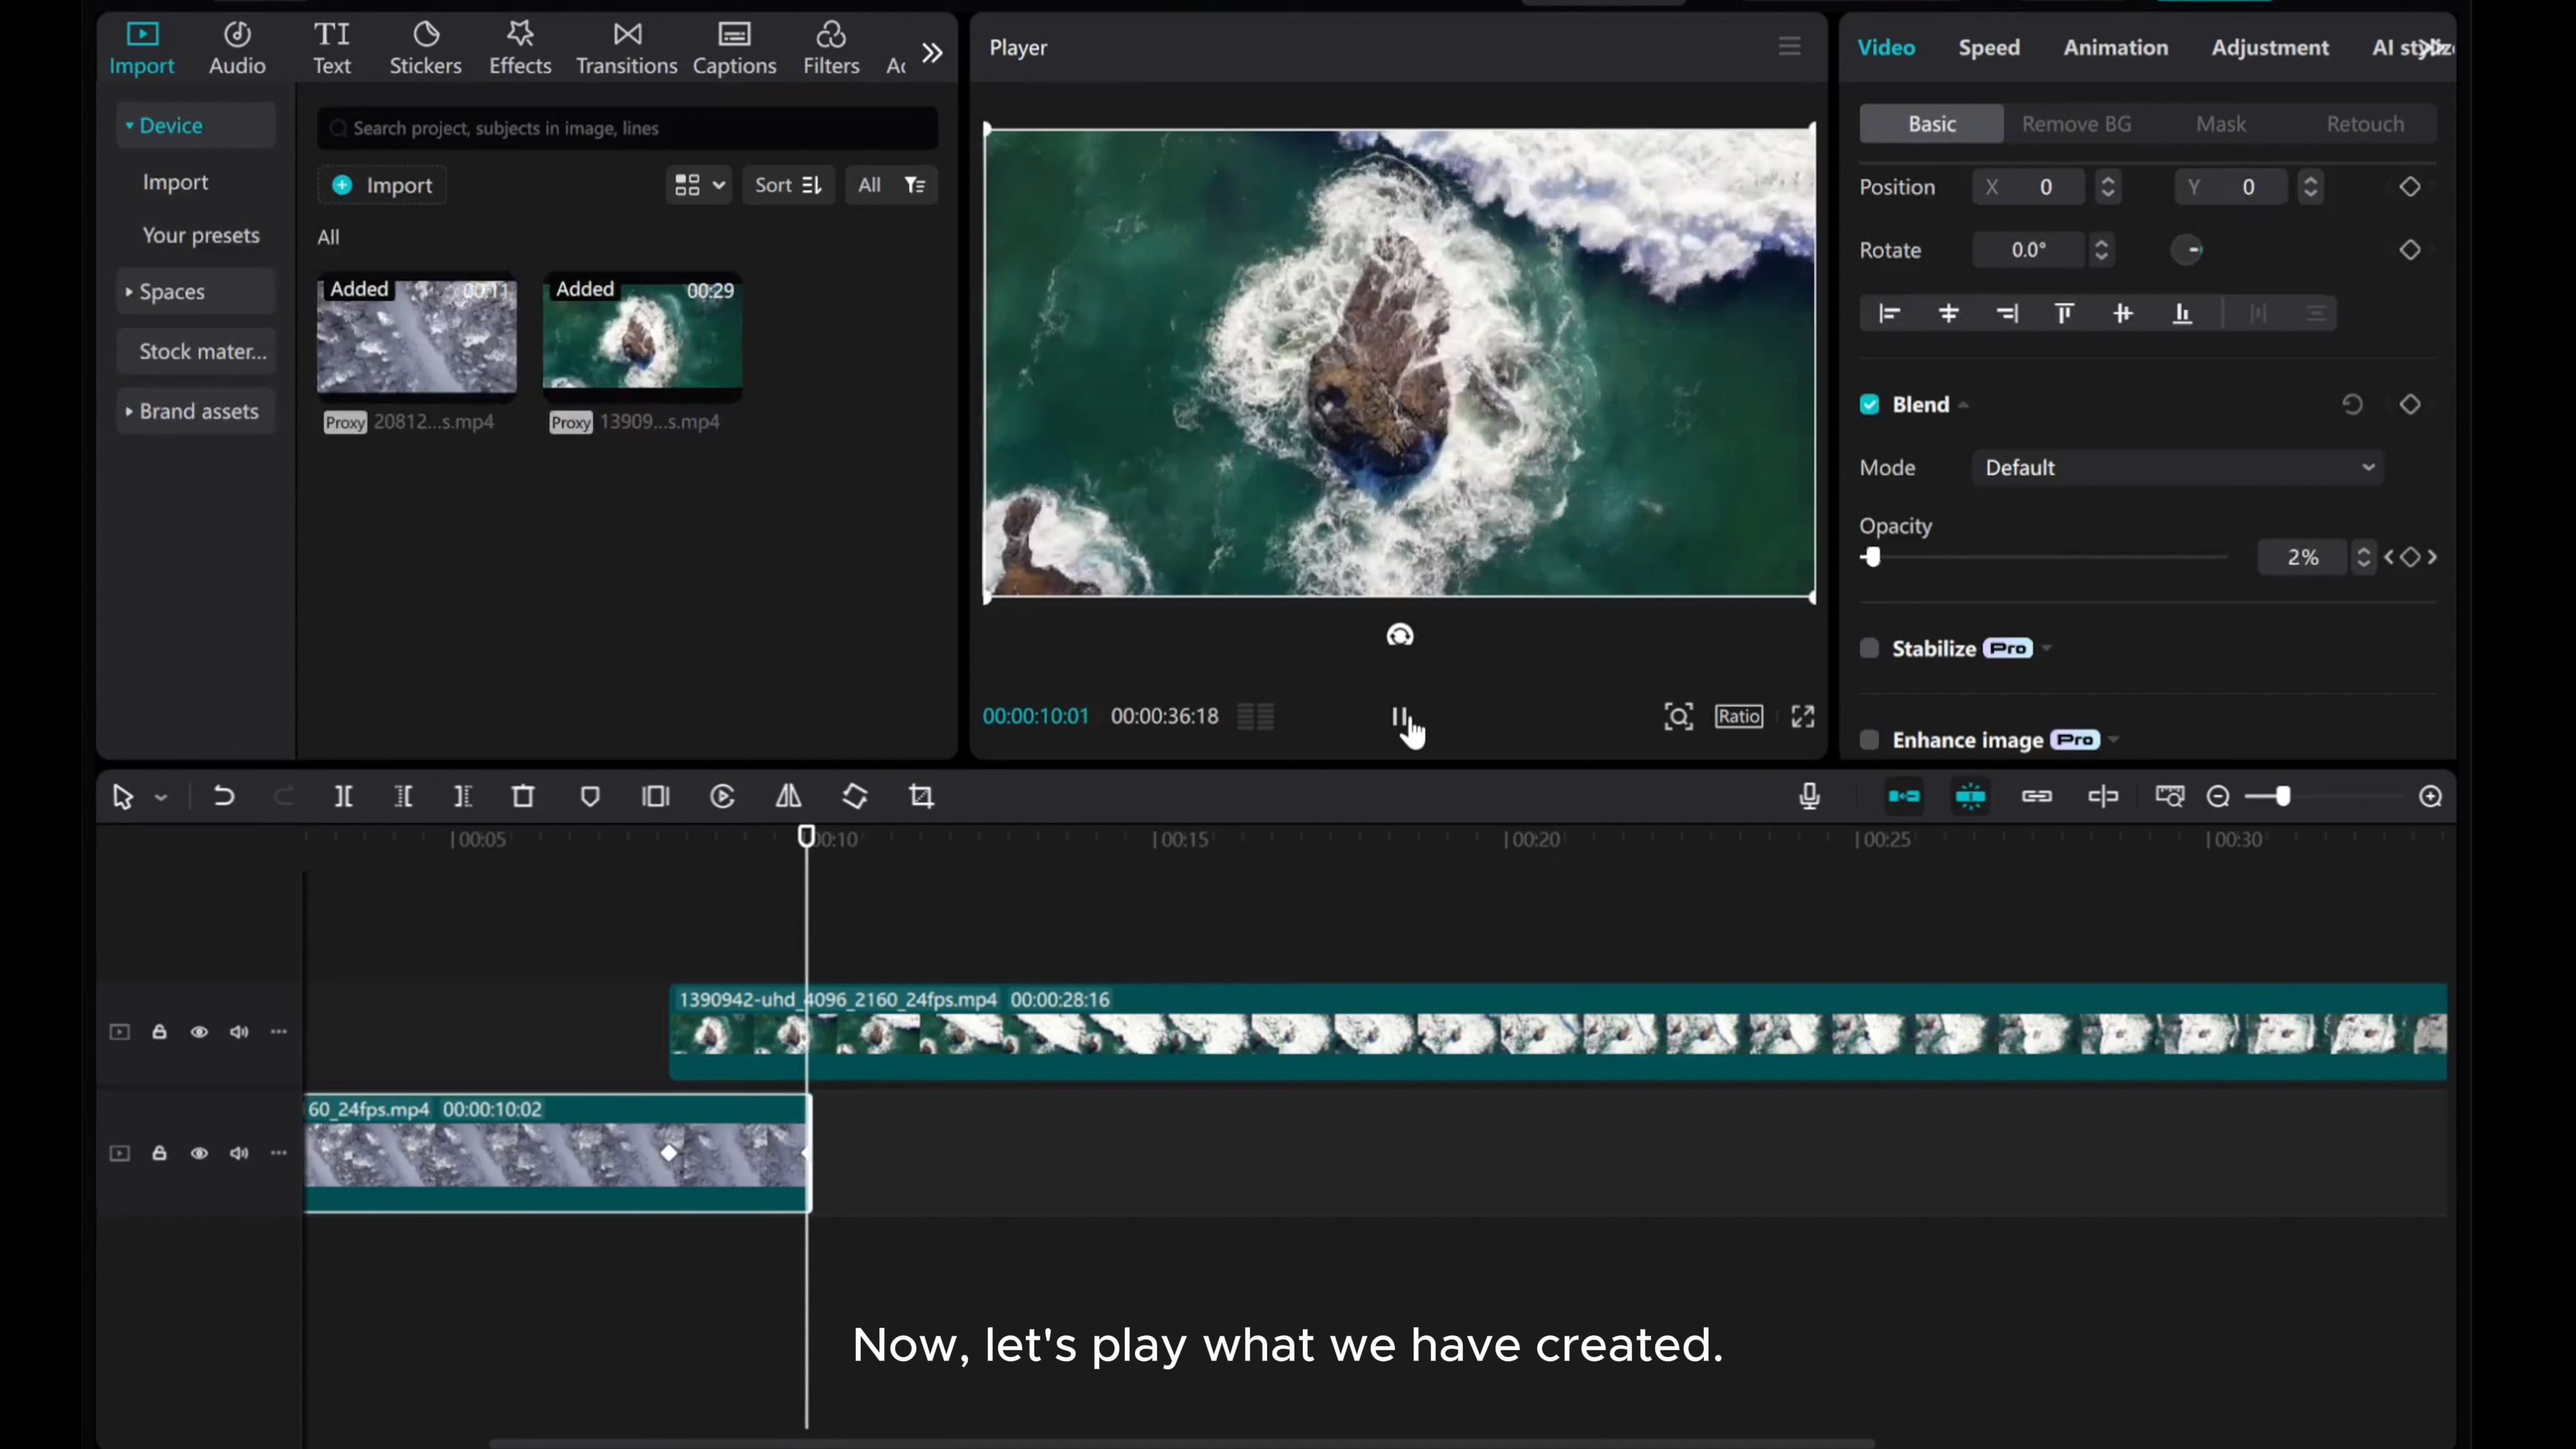 Import
Audio
Text
Stickers
Effects
Transitions
Captions
Filters
Player
Video
Speed
Animation
Adjustment
Device
Import
Your presets
Spaces
Stock mater...
Brand assets
Search project, subjects in image, lines
Import
Sort
All
All
Added 00:11
Added 00:29
Proxy 20812...s.mp4
Proxy 13909...s.mp4
00:00:10:01 00:00:36:18
Ratio
Basic
Remove BG
Mask
Retouch
Position X 0 Y 0
Rotate 0.0°
Blend
Mode Default
Opacity
2%
Stabilize Pro
Enhance image Pro
00:05
00:10
00:15
00:20
00:25
00:30
1390942-uhd_4096_2160_24fps.mp4 00:00:28:16
60_24fps.mp4 00:00:10:02
Now, let's play what we have created.